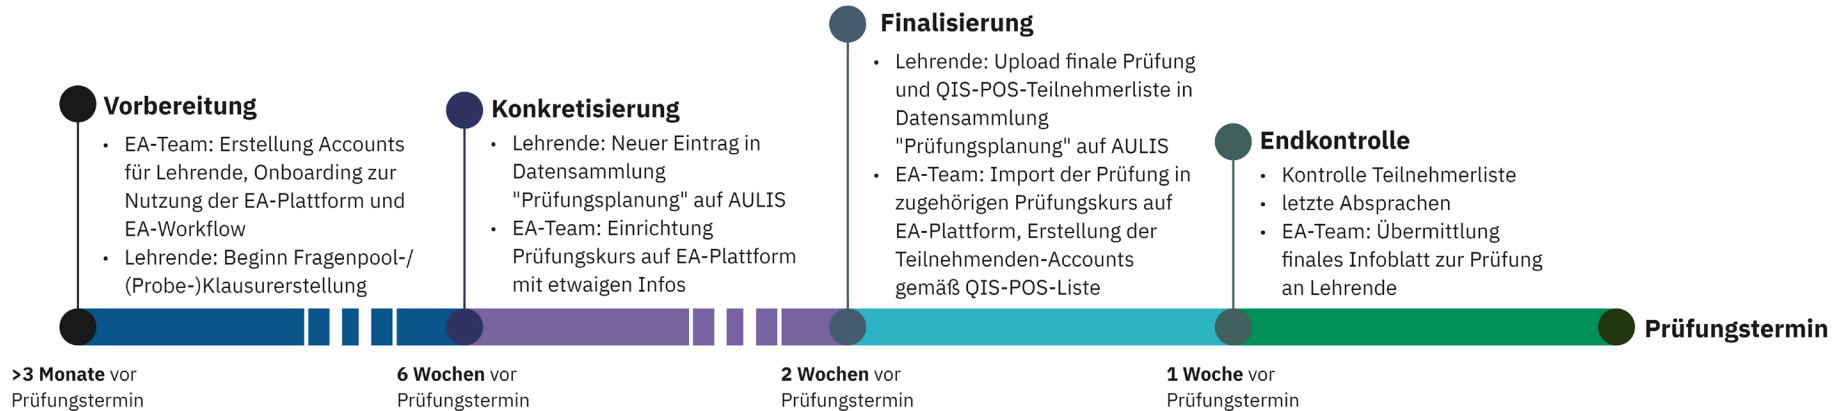 Vorbereitung
• EA-Team: Erstellung Accounts
für Lehrende, Onboarding zur
Nutzung der EA-Plattform und
EA-Workflow
• Lehrende: Beginn Fragenpool-/
(Probe-)Klausurerstellung
>3 Monate vor
Prüfungstermin
Konkretisierung
• Lehrende: Neuer Eintrag in
Datensammlung
"Prüfungsplanung" auf AULIS
• EA-Team: Einrichtung
Prüfungskurs auf EA-Plattform
mit etwaigen Infos
6 Wochen vor
Prüfungstermin
Finalisierung
• Lehrende: Upload finale Prüfung
und QIS-POS-Teilnehmerliste in
Datensammlung
"Prüfungsplanung" auf AULIS
• EA-Team: Import der Prüfung in
zugehörigen Prüfungskurs auf
EA-Plattform, Erstellung der
Teilnehmenden-Accounts
gemäß QIS-POS-Liste
2 Wochen vor
Prüfungstermin
Endkontrolle
• Kontrolle Teilnehmerliste
• letzte Absprachen
• EA-Team: Übermittlung
finales Infoblatt zur Prüfung
an Lehrende
1 Woche vor
Prüfungstermin
Prüfungstermin